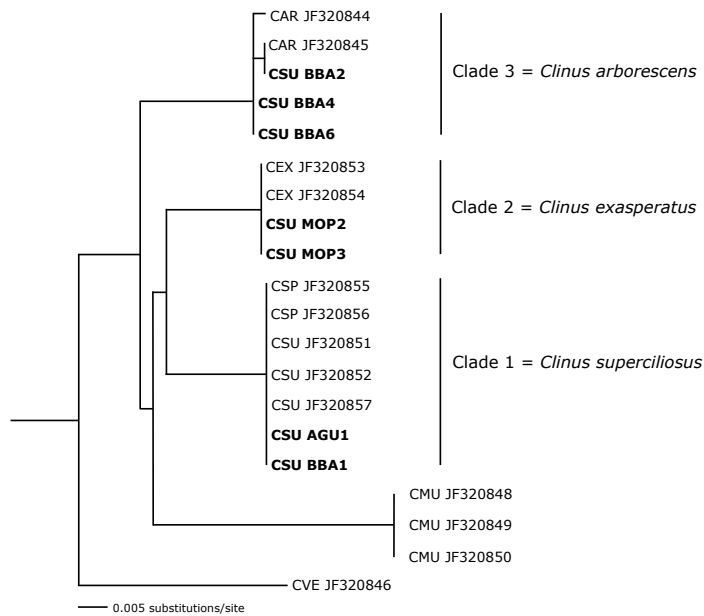 CAR JF320844
CAR JF320845
CSU BBA2
CSU BBA4
CSU BBA6
Clade 3 = Clinus arborescens
CEX JF320853
CEX JF320854
CSU MOP2
CSU MOP3
Clade 2 = Clinus exasperatus
CSP JF320855
CSP JF320856
CSU JF320851
CSU JF320852
CSU JF320857
CSU AGU1
CSU BBA1
Clade 1 = Clinus superciliosus
CMU JF320848
CMU JF320849
CMU JF320850
CVE JF320846
0.005 substitutions/site